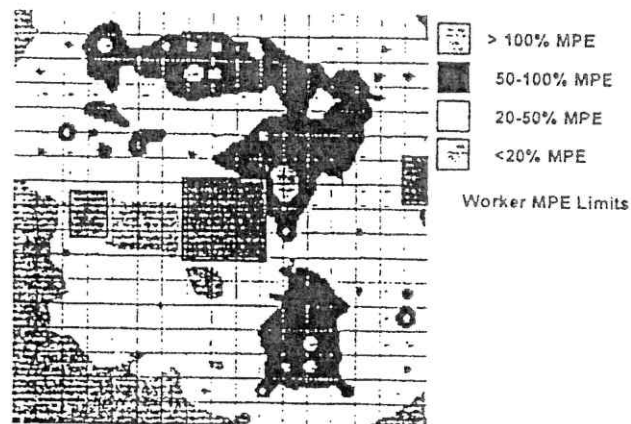 > 100% MPE
50-100% MPE
20-50% MPE
<20% MPE
Worker MPE Limits